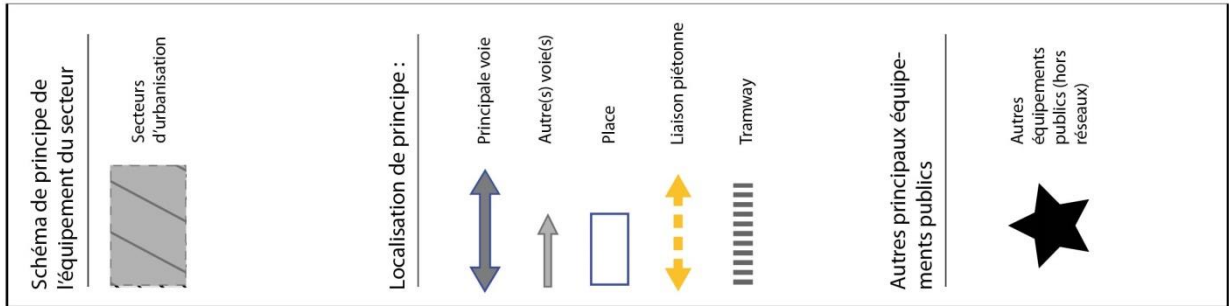 Schéma de principe de
l'équipement du secteur
Secteurs
d'urbanisation
Localisation de principe :
Principale voie
Autre(s) voie(s)
Place
Liaison piétonne
Tramway
Autres principaux équipe-
ments publics
Autres
équipements
publics (hors
réseaux)